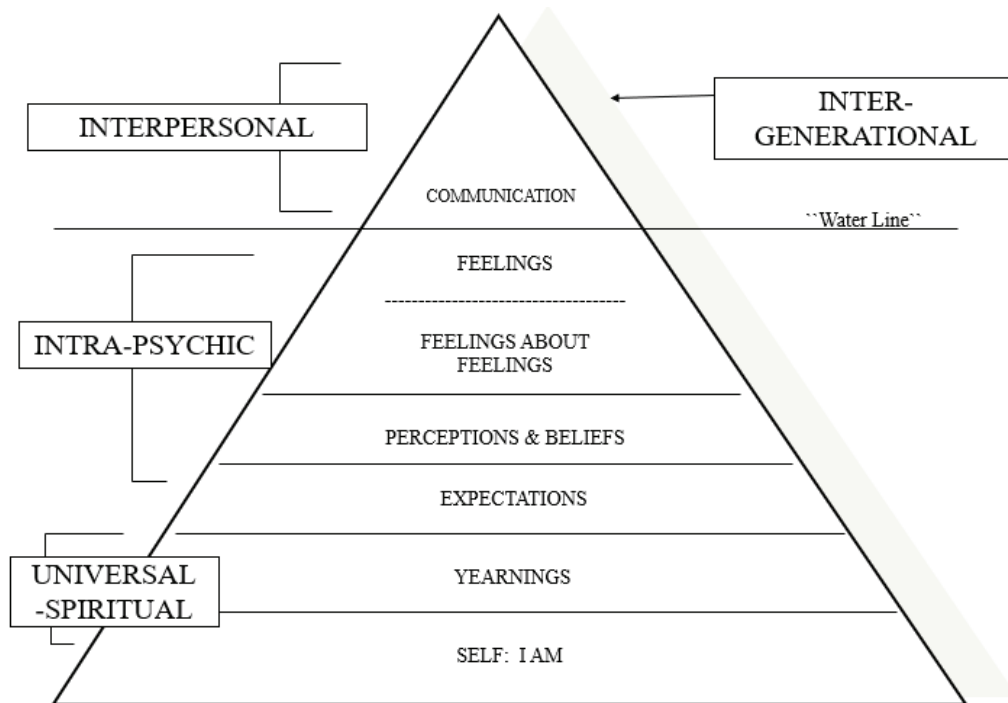 INTERPERSONAL
INTER-
GENERATIONAL
COMMUNICATION
``Water Line``
FEELINGS
-----------------------------------
FEELINGS ABOUT
FEELINGS
INTRA-PSYCHIC
PERCEPTIONS & BELIEFS
EXPECTATIONS
UNIVERSAL
-SPIRITUAL
YEARNINGS
SELF: I AM